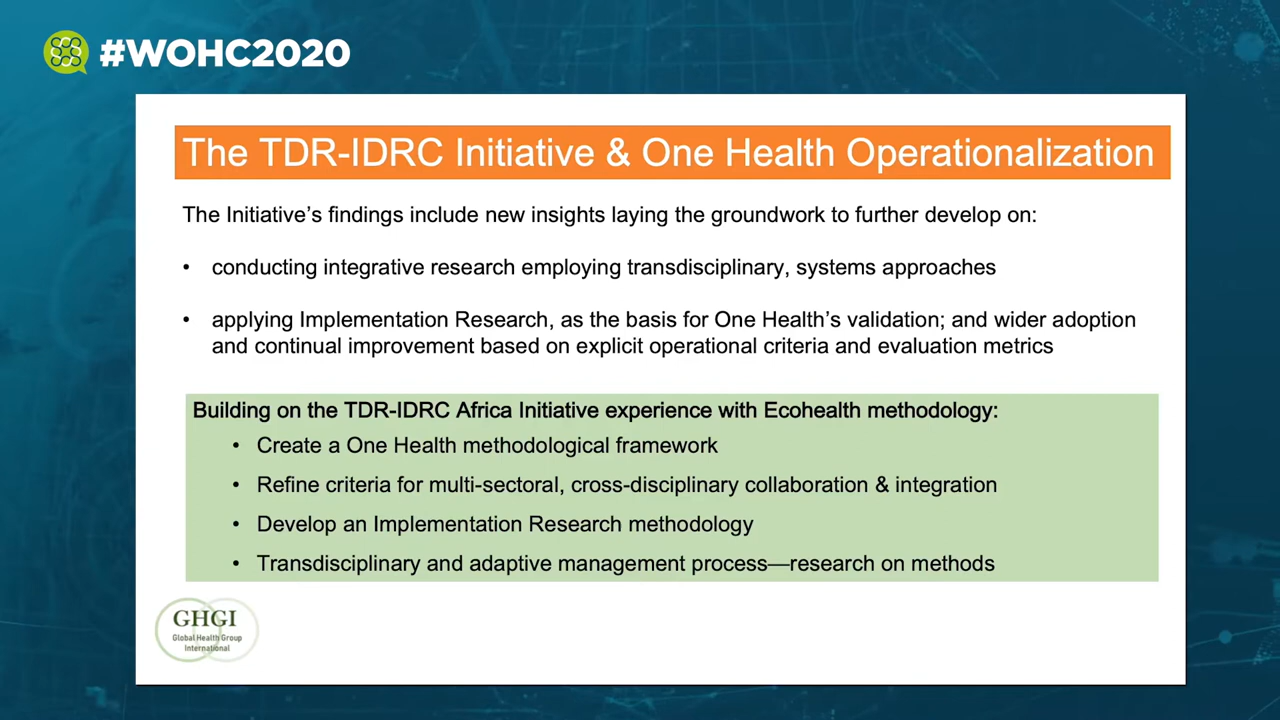 #WOHC2020
The TDR-IDRC Initiative & One Health Operationalization
The Initiative’s findings include new insights laying the groundwork to further develop on:
• conducting integrative research employing transdisciplinary, systems approaches
• applying Implementation Research, as the basis for One Health’s validation; and wider adoption
and continual improvement based on explicit operational criteria and evaluation metrics
Building on the TDR-IDRC Africa Initiative experience with Ecohealth methodology:
• Create a One Health methodological framework
• Refine criteria for multi-sectoral, cross-disciplinary collaboration & integration
• Develop an Implementation Research methodology
• Transdisciplinary and adaptive management process—research on methods
GHGI
Global Health Group
International